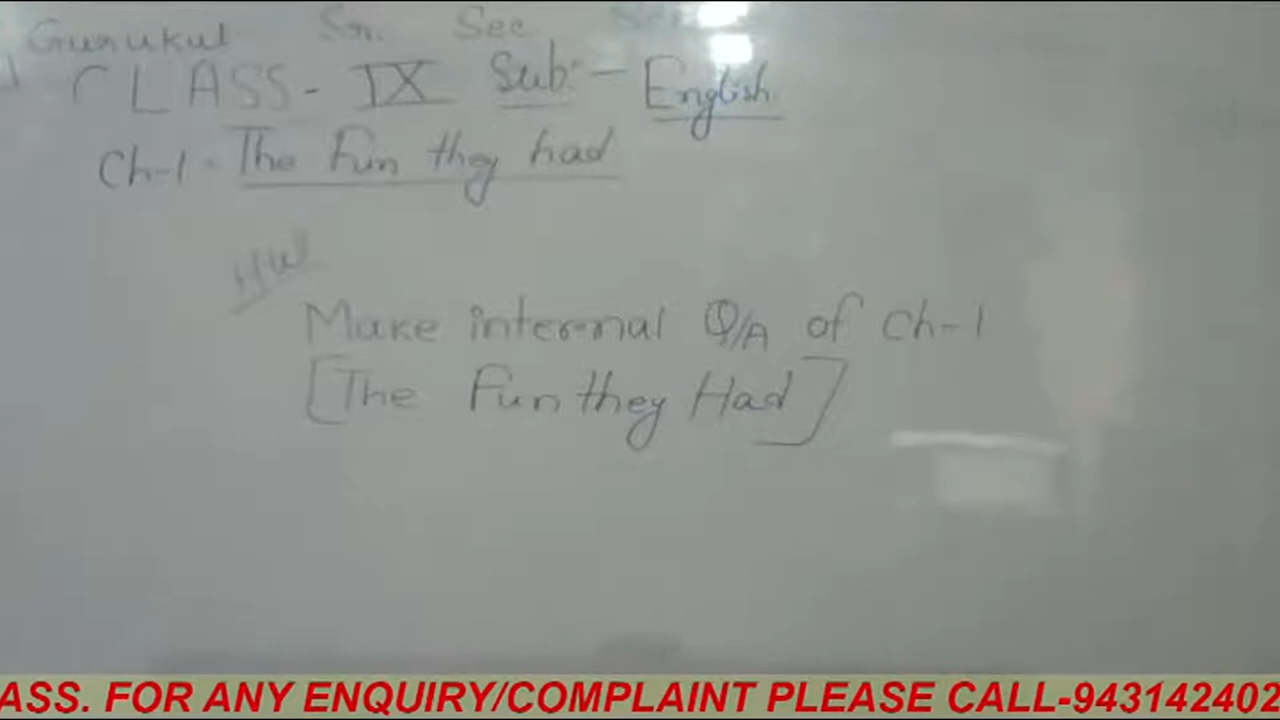 Gurukul Sr. Sec
CLASS- IX Sub:- English
Ch-1- The Fun they had
HW
Make internal Q/A of Ch-1
[The Fun they Had]
ASS. FOR ANY ENQUIRY/COMPLAINT PLEASE CALL-943142402